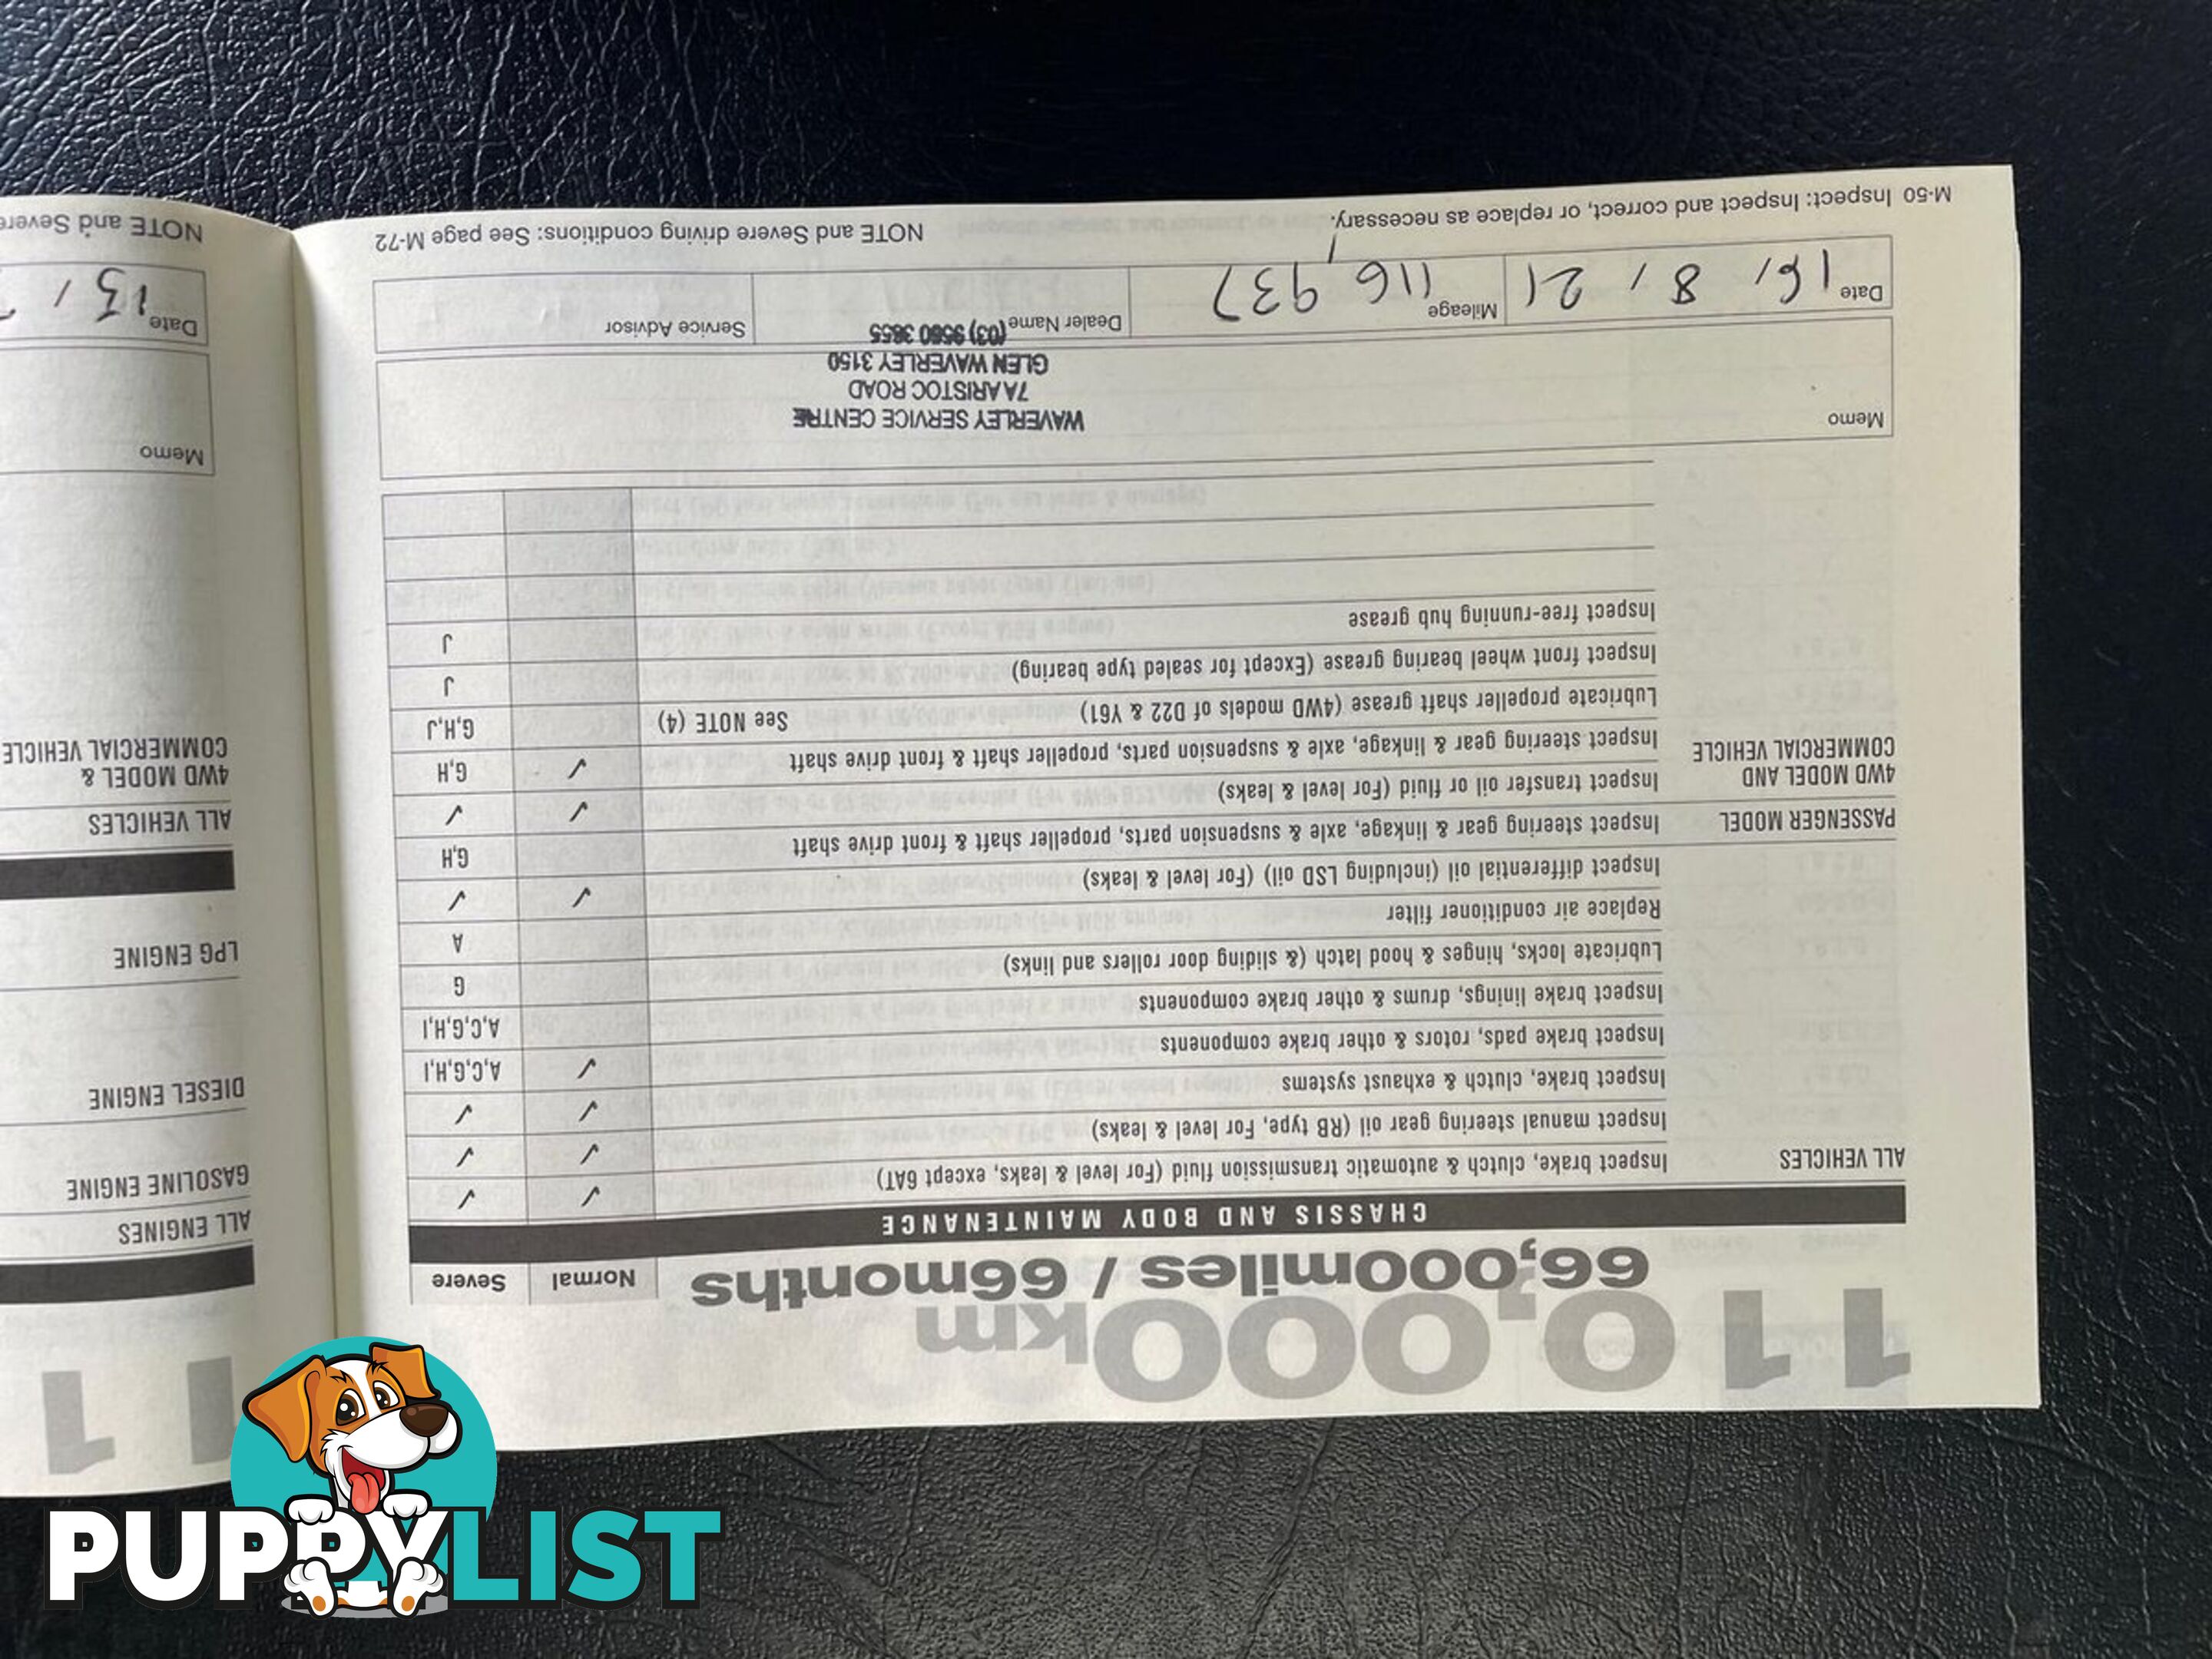 110,000km
66,000miles / 66months
Normal Severe
CHASSIS AND BODY MAINTENANCE
ALL VEHICLES
Inspect brake, clutch & automatic transmission fluid (For level & leaks, except 6AT) ✓ ✓
Inspect manual steering gear oil (RB type, For level & leaks) ✓ ✓
Inspect brake, clutch & exhaust systems ✓ ✓
Inspect brake pads, rotors & other brake components ✓ A,C,G,H,I
Inspect brake linings, drums & other brake components A,C,G,H,I
Lubricate locks, hinges & hood latch (& sliding door rollers and links) G
Replace air conditioner filter A
Inspect differential oil (including LSD oil) (For level & leaks) ✓ ✓
PASSENGER MODEL
Inspect steering gear & linkage, axle & suspension parts, propeller shaft & front drive shaft G,H
4WD MODEL AND
COMMERCIAL VEHICLE
Inspect transfer oil or fluid (For level & leaks) ✓ ✓
Inspect steering gear & linkage, axle & suspension parts, propeller shaft & front drive shaft ✓ G,H
Lubricate propeller shaft grease (4WD models of D22 & Y61) See NOTE (4) G,H,J
Inspect front wheel bearing grease (Except for sealed type bearing) J
Inspect free-running hub grease J
Memo
WAVERLEY SERVICE CENTRE
7A ARISTOC ROAD
GLEN WAVERLEY 3150
(03) 9560 3655
Date 16/ 8 / 21 Mileage 116,937 Dealer Name Service Advisor
M-50 Inspect: Inspect and correct, or replace as necessary. NOTE and Severe driving conditions: See page M-72
11
ALL ENGINES
GASOLINE ENGINE
DIESEL ENGINE
LPG ENGINE
ALL VEHICLES
4WD MODEL &
COMMERCIAL VEHICLE
Memo
Date 15 /
NOTE and Severe
PUPPYLIST